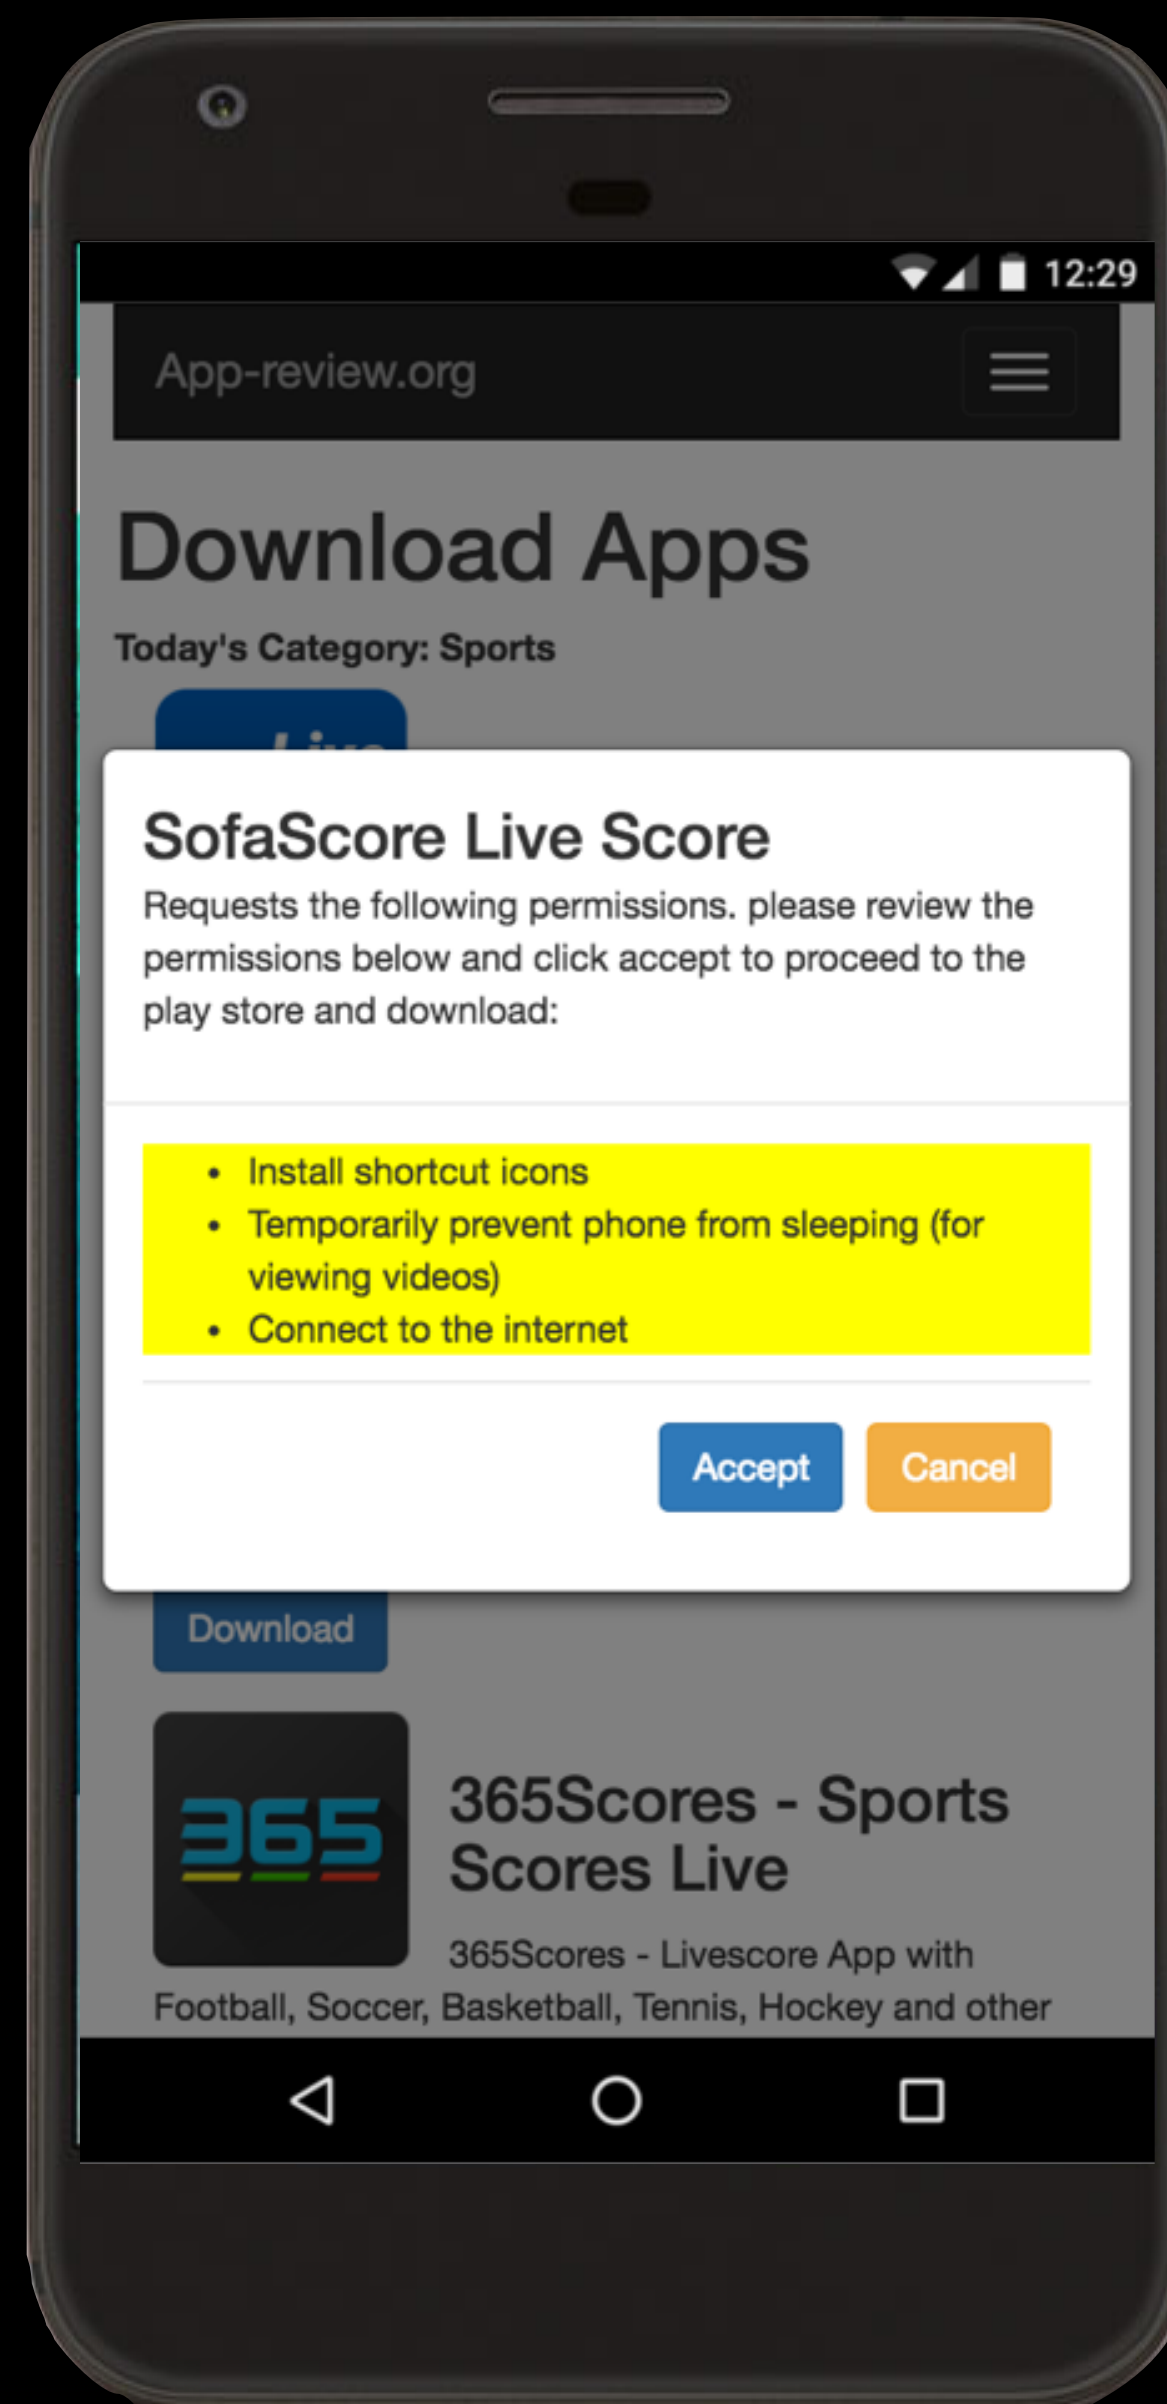 12:29
App-review.org
Download Apps
Today's Category: Sports
Live
SofaScore Live Score
Requests the following permissions. please review the
permissions below and click accept to proceed to the
play store and download:
• Install shortcut icons
• Temporarily prevent phone from sleeping (for
viewing videos)
• Connect to the internet
Accept Cancel
Download
365
365Scores - Sports
Scores Live
365Scores - Livescore App with
Football, Soccer, Basketball, Tennis, Hockey and other